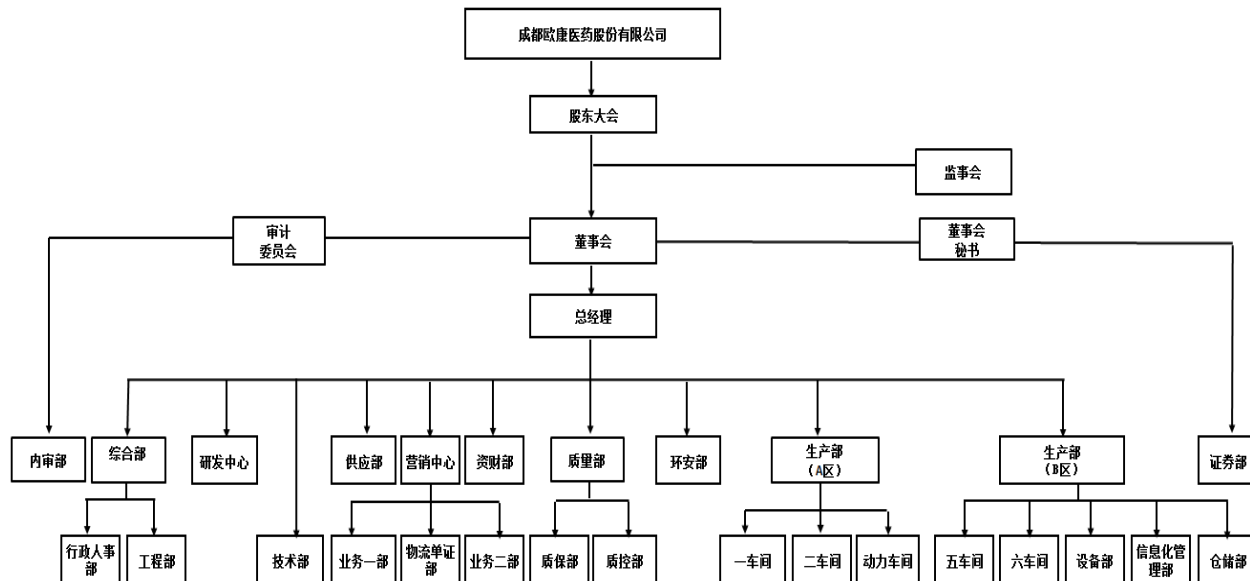 成都欧康医药股份有限公司
股东大会
监事会
审计
委员会
董事会
董事会
秘书
总经理
内审部
综合部
研发中心
供应部
营销中心
资财部
质量部
环安部
生产部
（A区）
生产部
（B区）
证券部
行政人事
部
工程部
技术部
业务一部
物流单证
部
业务二部
质保部
质控部
一车间
二车间
动力车间
五车间
六车间
设备部
信息化管
理部
仓储部